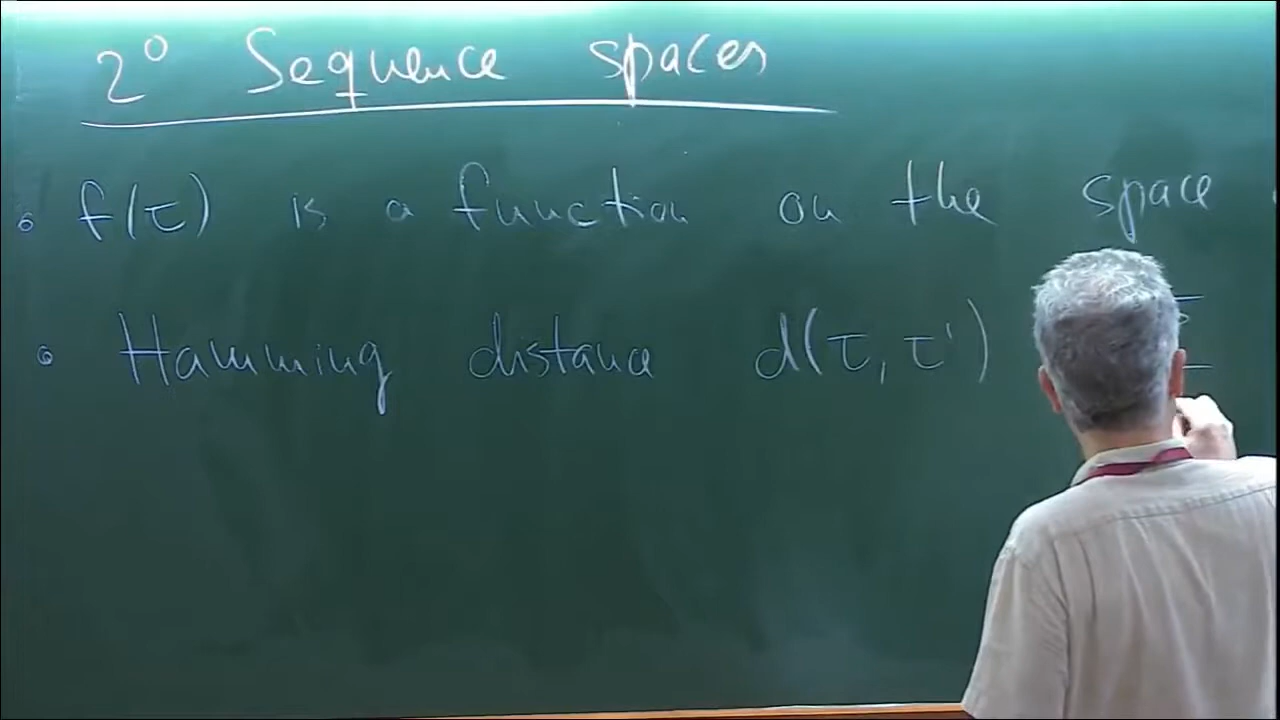 2° Sequence spaces
• f(τ) is a function on the space
• Hamming distance d(τ, τ')